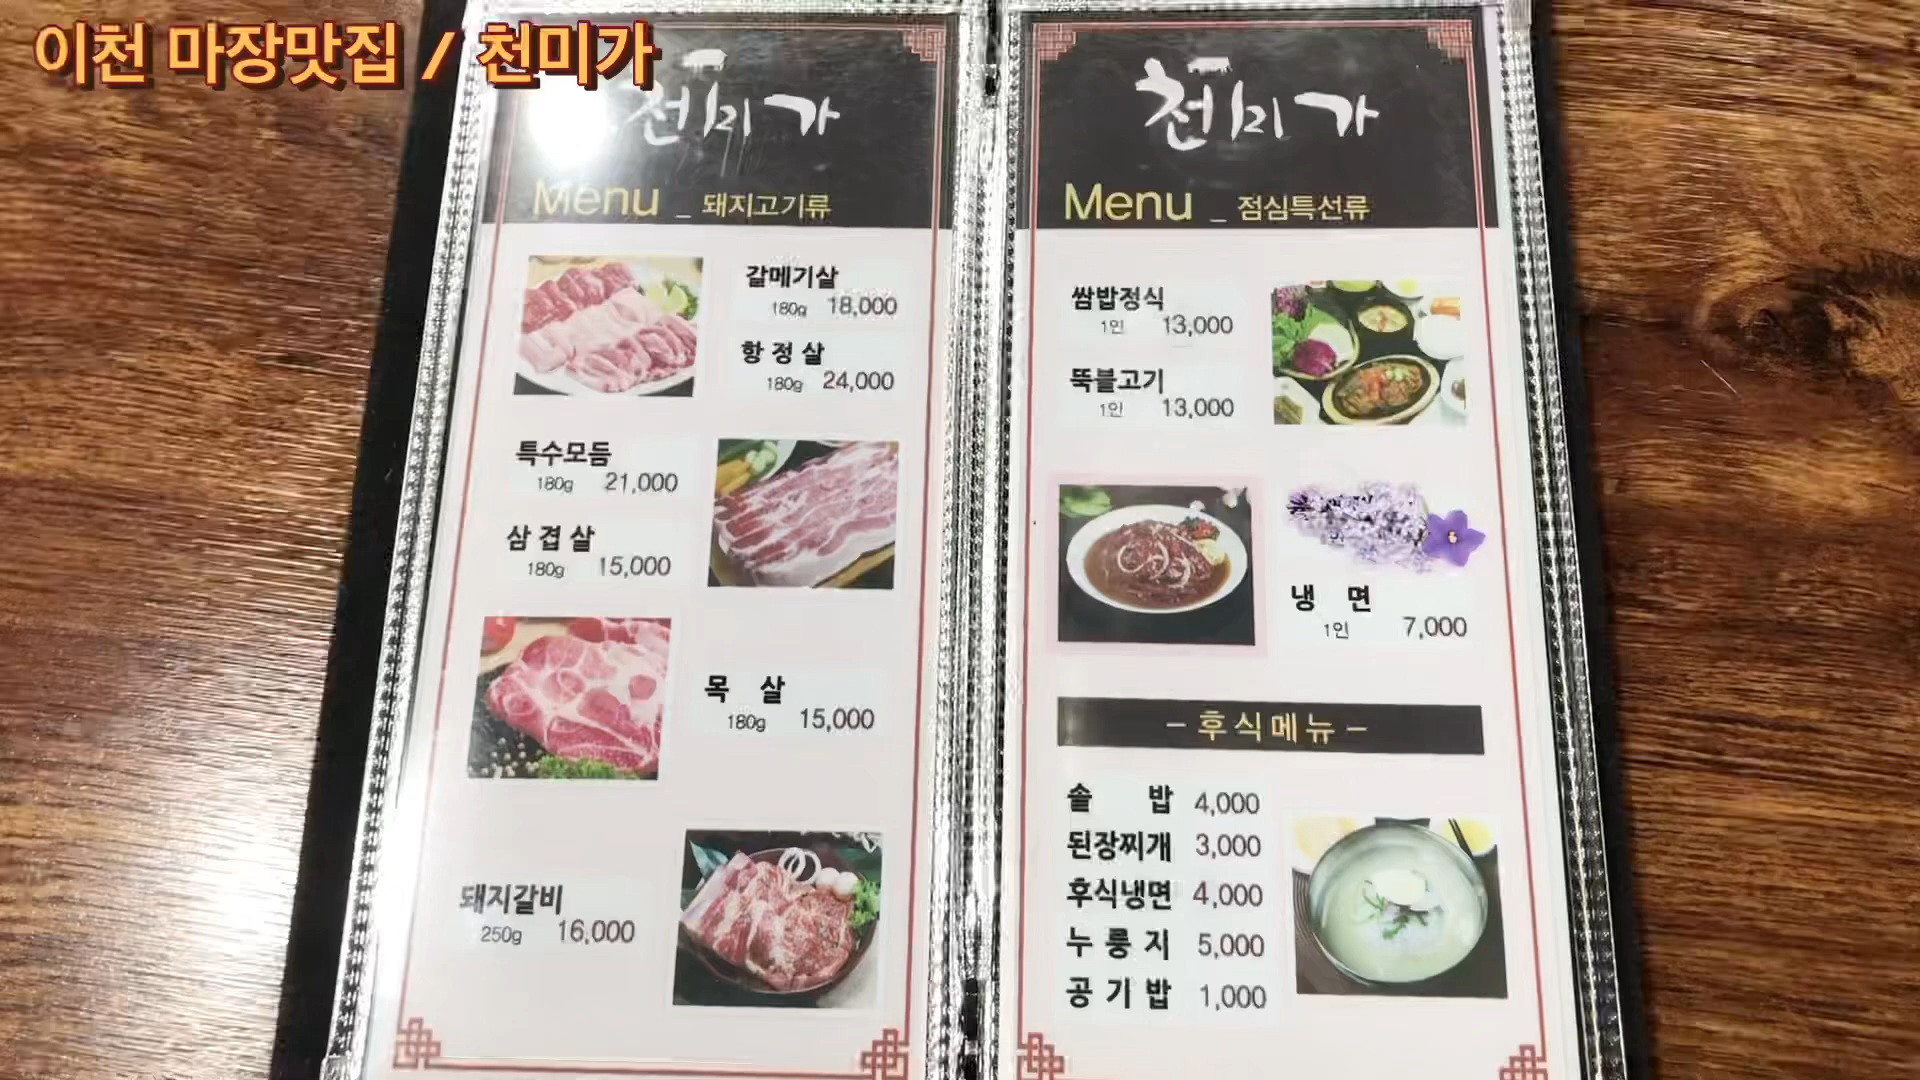 이천 마장맛집 / 천미가
천미가
Menu _ 돼지고기류
갈메기살
180g 18,000
항정살
180g 24,000
특수모듬
180g 21,000
삼겹살
180g 15,000
목 살
180g 15,000
돼지갈비
250g 16,000
천미가
Menu _ 점심특선류
쌈밥정식
1인 13,000
뚝불고기
1인 13,000
냉 면
1인 7,000
- 후식메뉴 -
솔 밥 4,000
된장찌개 3,000
후식냉면 4,000
누룽지 5,000
공기밥 1,000